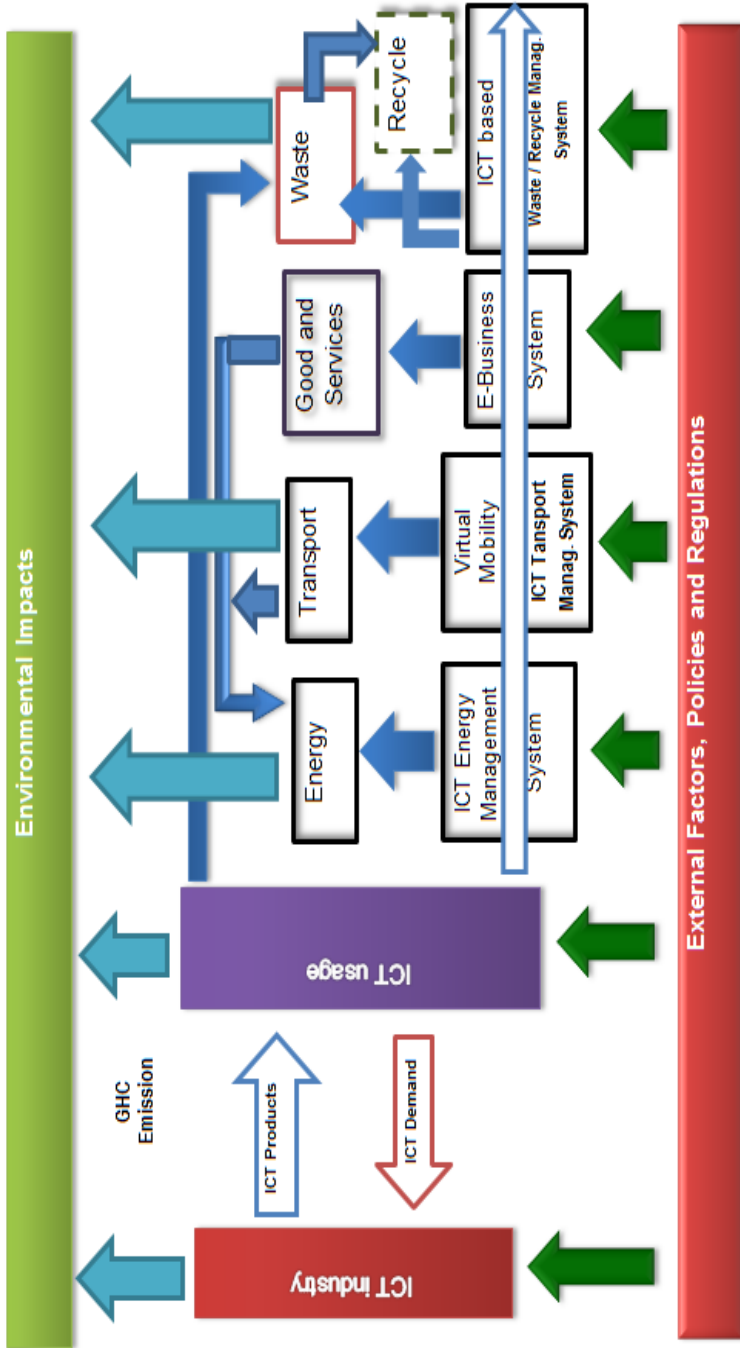 Environmental Impacts
GHC
Emission
ICT industry
ICT Products
ICT Demand
ICT usage
Energy
Transport
Good and
Services
Waste
Recycle
ICT Energy
Management
System
Virtual
Mobility
ICT Tansport
Manag. System
E-Business
System
ICT based
Waste / Recycle Manag.
System
External Factors, Policies and Regulations